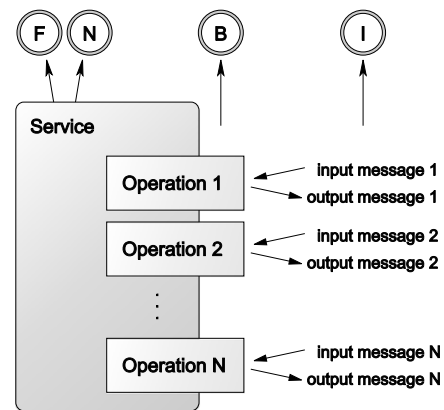 F N B I
Service
Operation 1
input message 1
output message 1
Operation 2
input message 2
output message 2
Operation N
input message N
output message N